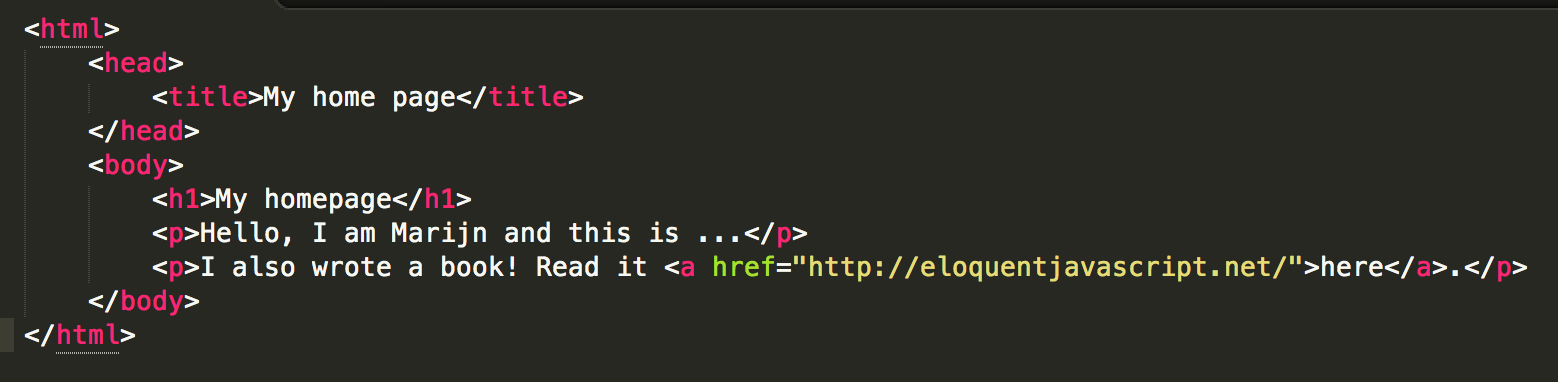 <html>
    <head>
        <title>My home page</title>
    </head>
    <body>
        <h1>My homepage</h1>
        <p>Hello, I am Marijn and this is ...</p>
        <p>I also wrote a book! Read it <a href="http://eloquentjavascript.net/">here</a>.</p>
    </body>
</html>